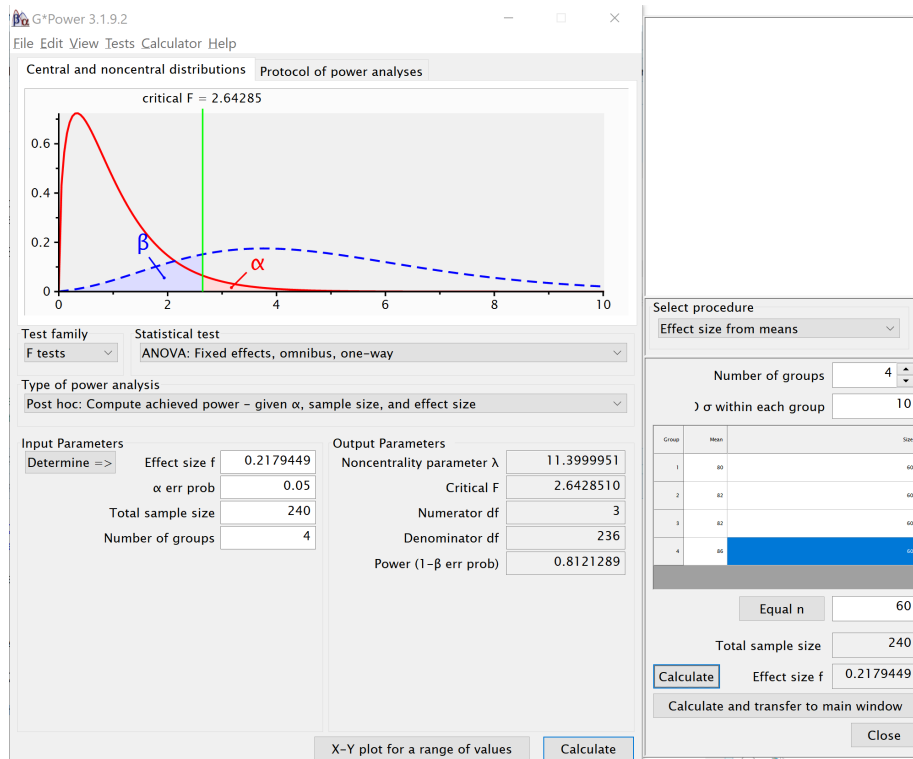 G*Power 3.1.9.2
File Edit View Tests Calculator Help
Central and noncentral distributions Protocol of power analyses
critical F = 2.64285
0.6
0.4
0.2
0
β
α
0 2 4 6 8 10
Test family Statistical test
F tests ANOVA: Fixed effects, omnibus, one-way
Type of power analysis
Post hoc: Compute achieved power – given α, sample size, and effect size
Input Parameters
Determine => Effect size f 0.2179449
α err prob 0.05
Total sample size 240
Number of groups 4
Output Parameters
Noncentrality parameter λ 11.3999951
Critical F 2.6428510
Numerator df 3
Denominator df 236
Power (1-β err prob) 0.8121289
X-Y plot for a range of values Calculate
Select procedure
Effect size from means
Number of groups 4
σ within each group 10
Group Mean Size
1 80 60
2 82 60
3 82 60
4 86 60
Equal n 60
Total sample size 240
Calculate Effect size f 0.2179449
Calculate and transfer to main window
Close